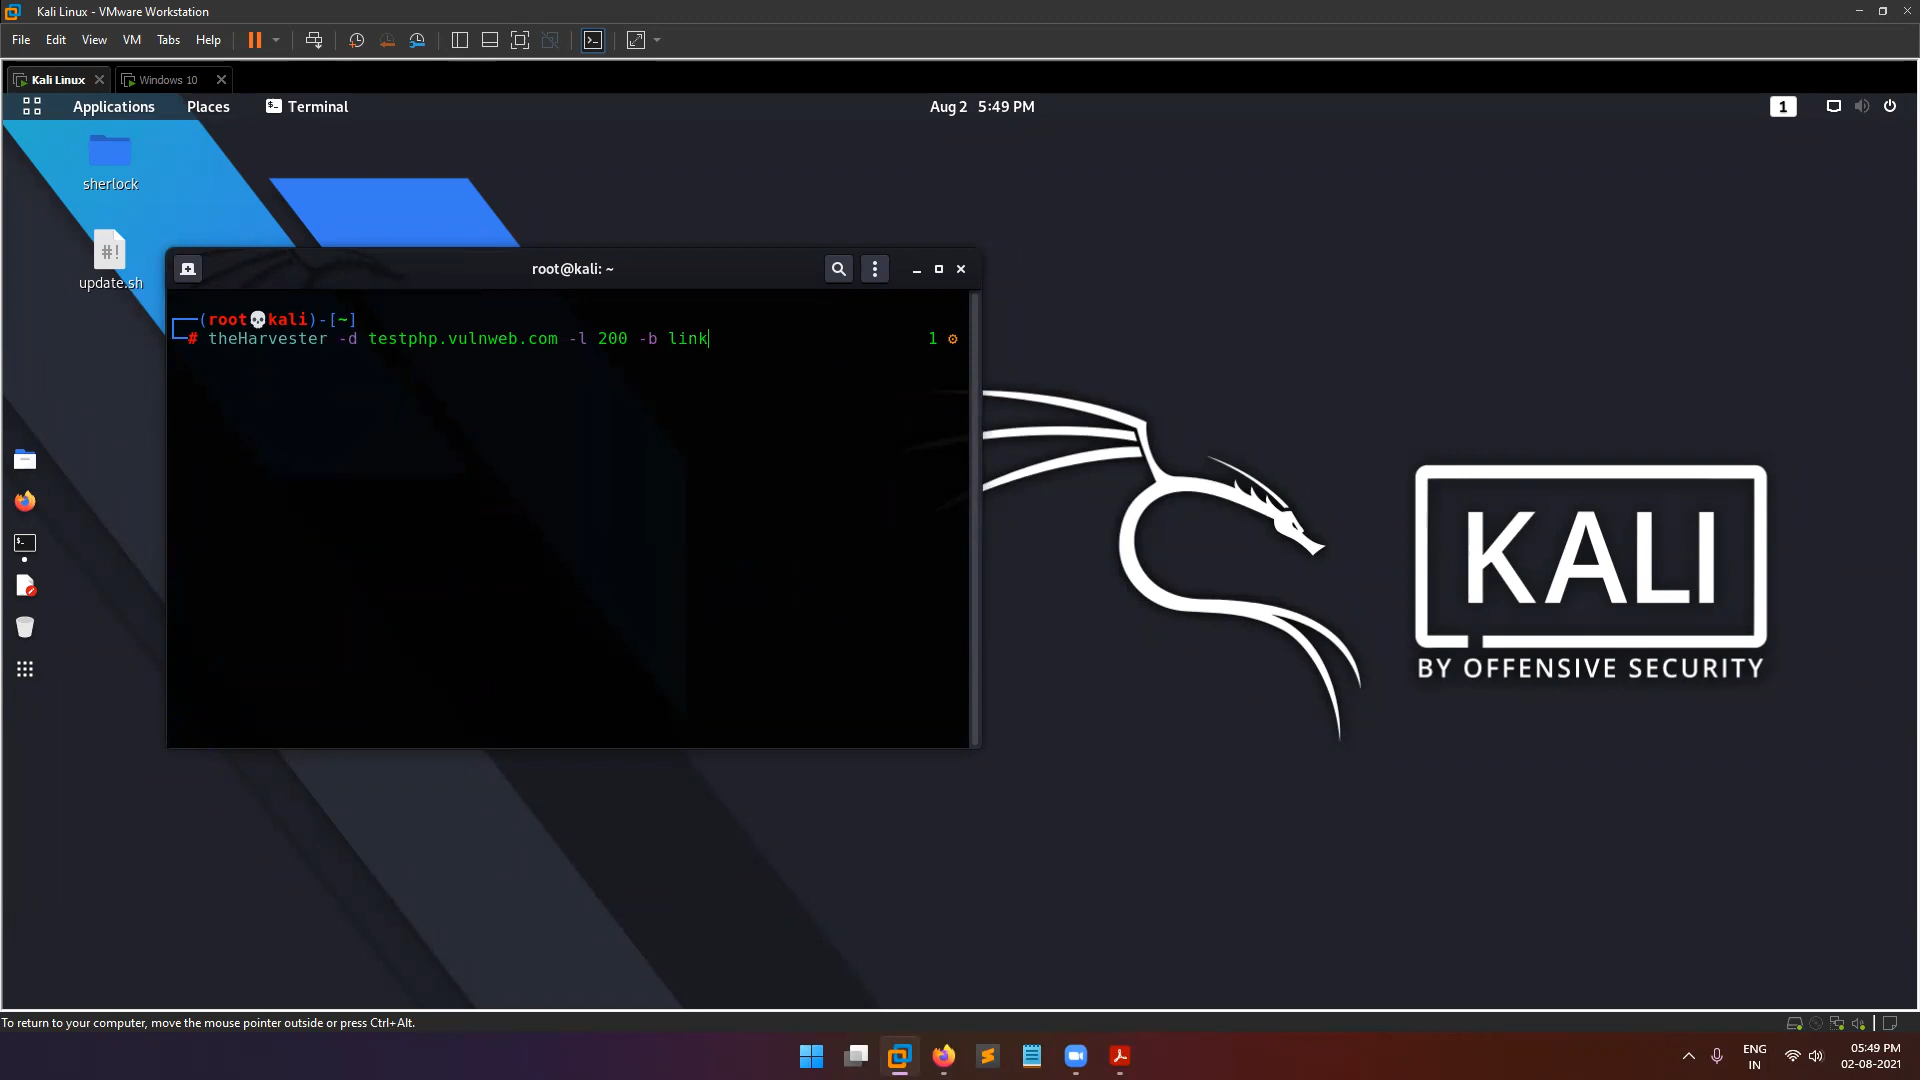 Kali Linux - VMware Workstation
File Edit View VM Tabs Help
Kali Linux Windows 10
Applications Places Terminal Aug 2 5:49 PM 1
sherlock
#!
update.sh
root@kali: ~
(root💀kali)-[~]
# theHarvester -d testphp.vulnweb.com -l 200 -b link 1
KALI
BY OFFENSIVE SECURITY
To return to your computer, move the mouse pointer outside or press Ctrl+Alt.
ENG 05:49 PM
IN 02-08-2021